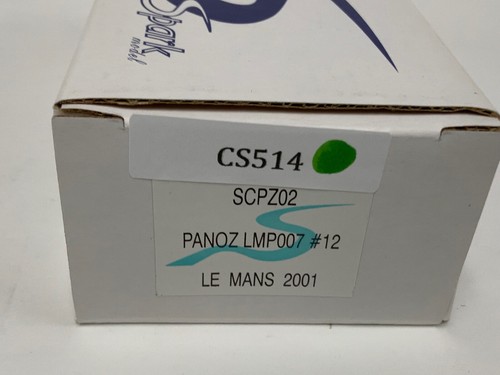 Spark
model
CS514
SCPZ02
PANOZ LMP007 #12
LE MANS 2001